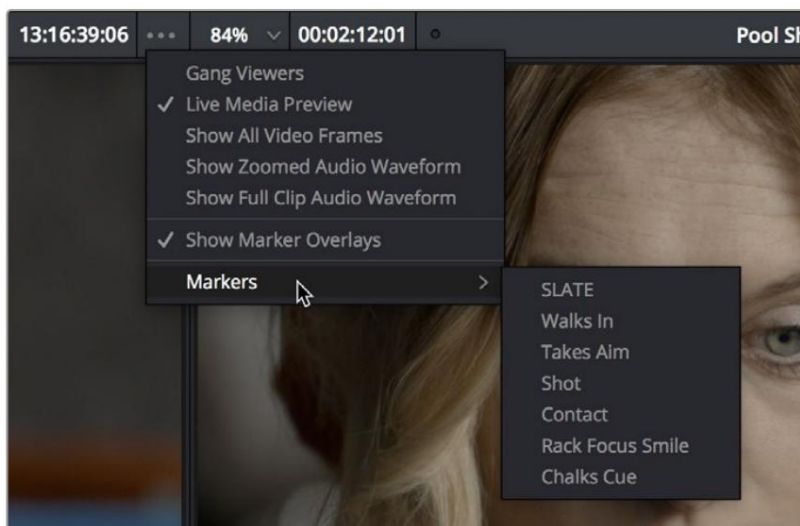 13:16:39:06 ••• 84% 00:02:12:01 Pool Sh
Gang Viewers
✓ Live Media Preview
Show All Video Frames
Show Zoomed Audio Waveform
Show Full Clip Audio Waveform
✓ Show Marker Overlays
Markers >
SLATE
Walks In
Takes Aim
Shot
Contact
Rack Focus Smile
Chalks Cue